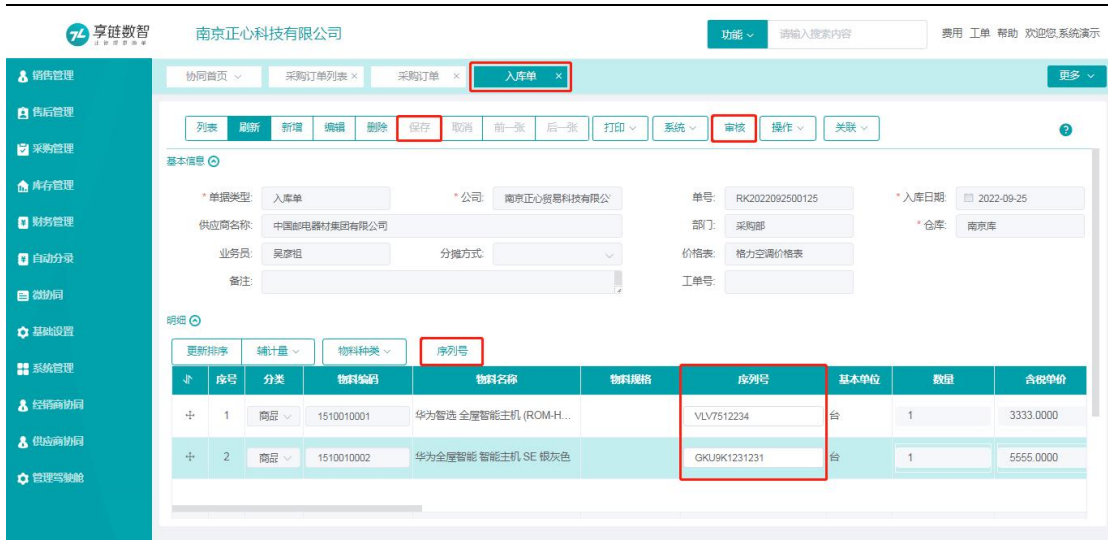 享链数智
南京正心科技有限公司
功能
请输入搜索内容
费用 工单 帮助 欢迎您,系统演示
销售管理
售后管理
采购管理
库存管理
财务管理
自动分录
微协同
基础设置
系统管理
经销商协同
供应商协同
管理驾驶舱
协同首页 采购订单列表 × 采购订单 × 入库单 × 更多
列表 刷新 新增 编辑 删除 保存 取消 前一张 后一张 打印 系统 审核 操作 关联
基本信息
* 单据类型: 入库单 * 公司: 南京正心贸易科技有限公 单号: RK2022092500125 * 入库日期: 2022-09-25
供应商名称: 中国邮电器材集团有限公司 部门: 采购部 * 仓库: 南京库
业务员: 吴彦祖 分摊方式: 价格表: 格力空调价格表
备注: 工单号:
明细
更新排序 辅计量 物料种类 序列号
序号 分类 物料编码 物料名称 物料规格 序列号 基本单位 数量 含税单价
1 商品 1510010001 华为智选 全屋智能主机 (ROM-H... VLV7512234 台 1 3333.0000
2 商品 1510010002 华为全屋智能 智能主机 SE 银灰色 GKU9K1231231 台 1 5555.0000